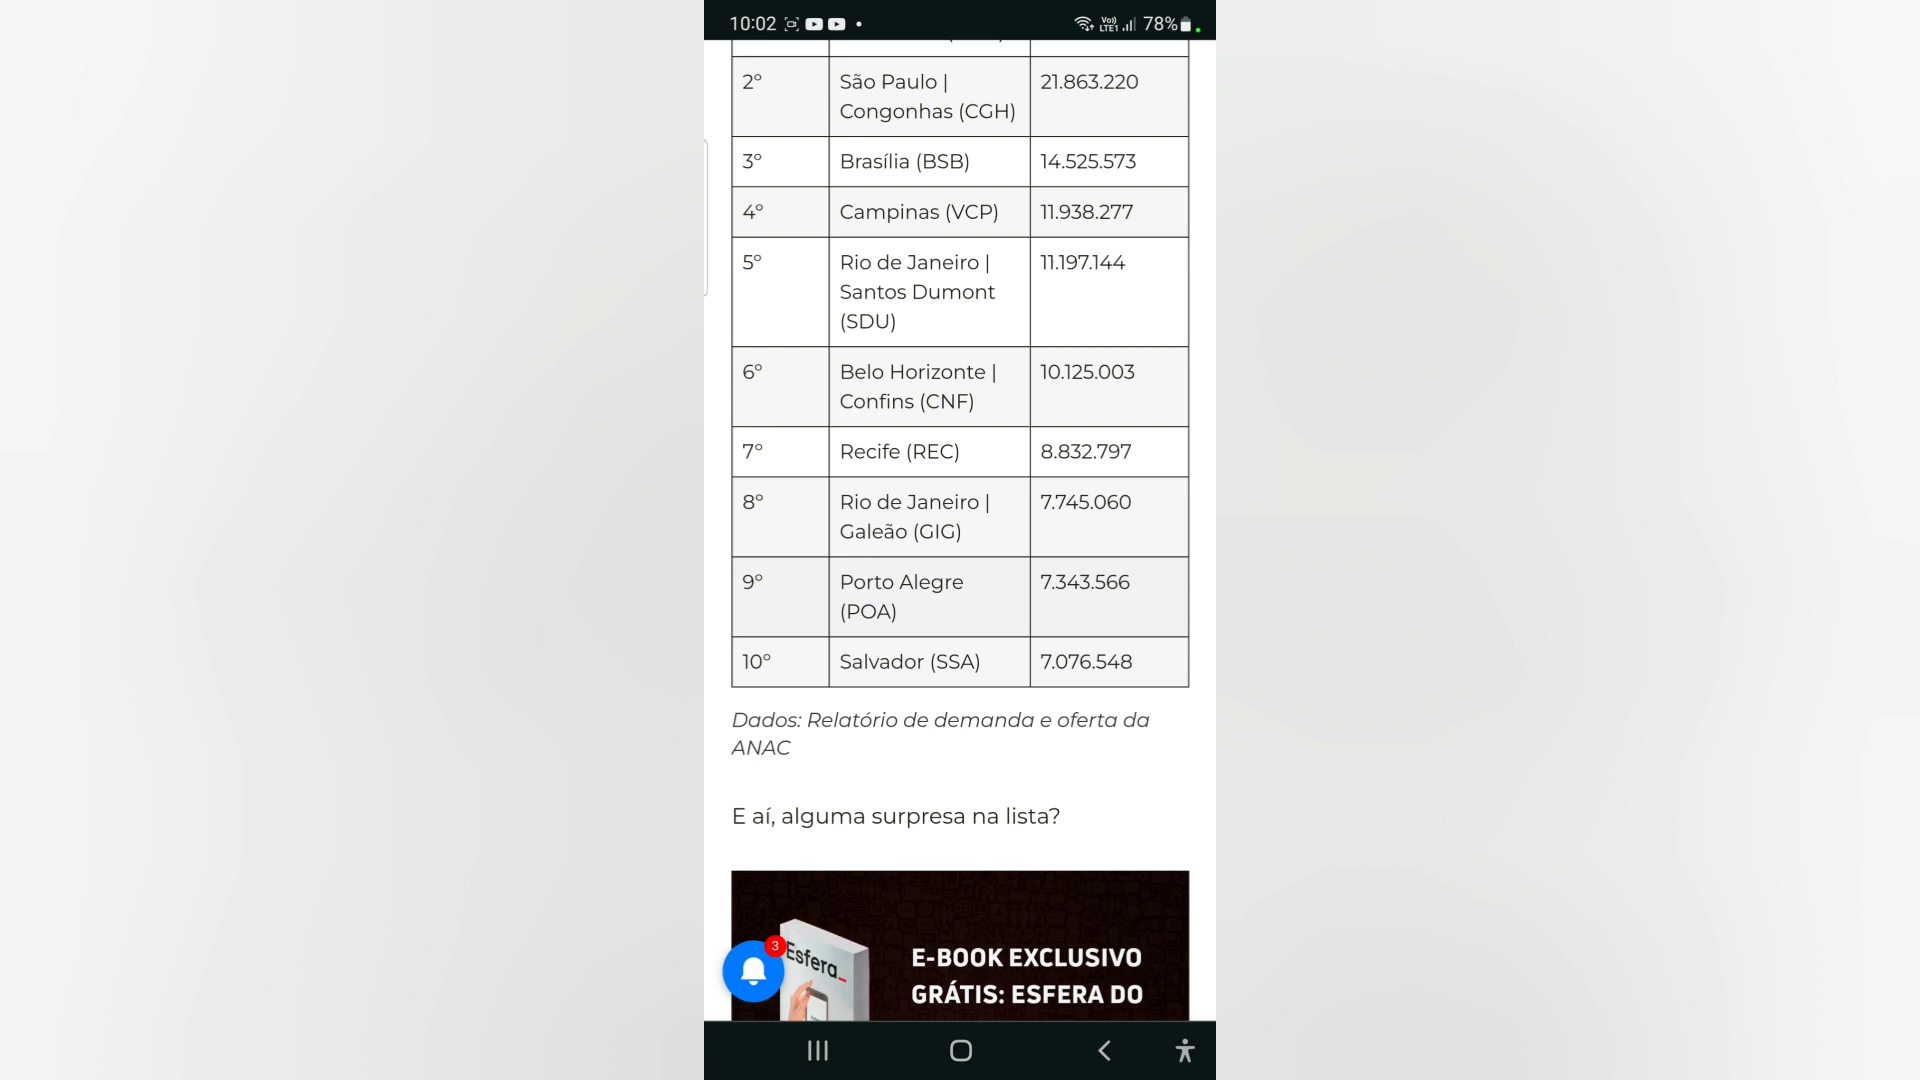 10:02
Vo))
LTE1
78%
2º
São Paulo |
Congonhas (CGH)
21.863.220
3º
Brasília (BSB)
14.525.573
4º
Campinas (VCP)
11.938.277
5º
Rio de Janeiro |
Santos Dumont
(SDU)
11.197.144
6º
Belo Horizonte |
Confins (CNF)
10.125.003
7º
Recife (REC)
8.832.797
8º
Rio de Janeiro |
Galeão (GIG)
7.745.060
9º
Porto Alegre
(POA)
7.343.566
10º
Salvador (SSA)
7.076.548
Dados: Relatório de demanda e oferta da
ANAC
E aí, alguma surpresa na lista?
3
Esfera_
E-BOOK EXCLUSIVO
GRÁTIS: ESFERA DO